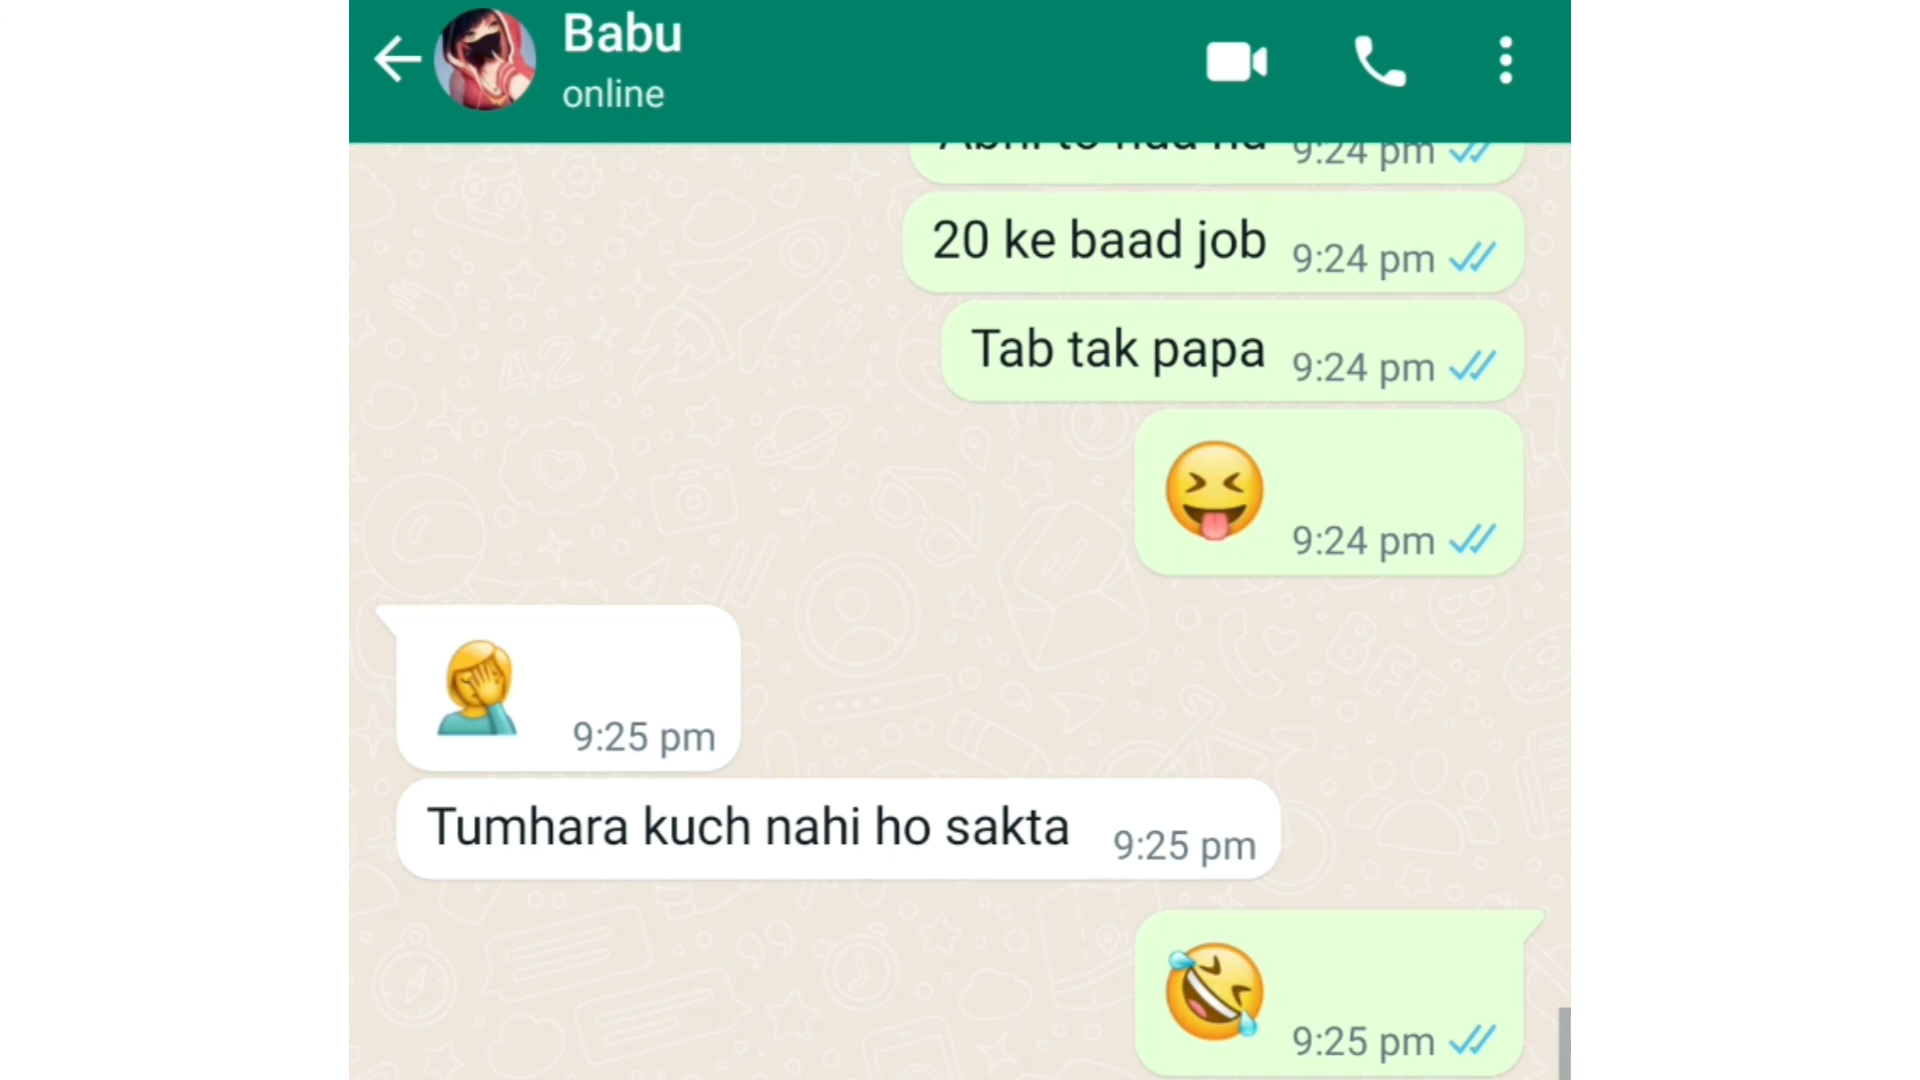 Babu
online
9:24 pm
20 ke baad job 9:24 pm
Tab tak papa 9:24 pm
😝 9:24 pm
🤦 9:25 pm
Tumhara kuch nahi ho sakta 9:25 pm
🤣 9:25 pm